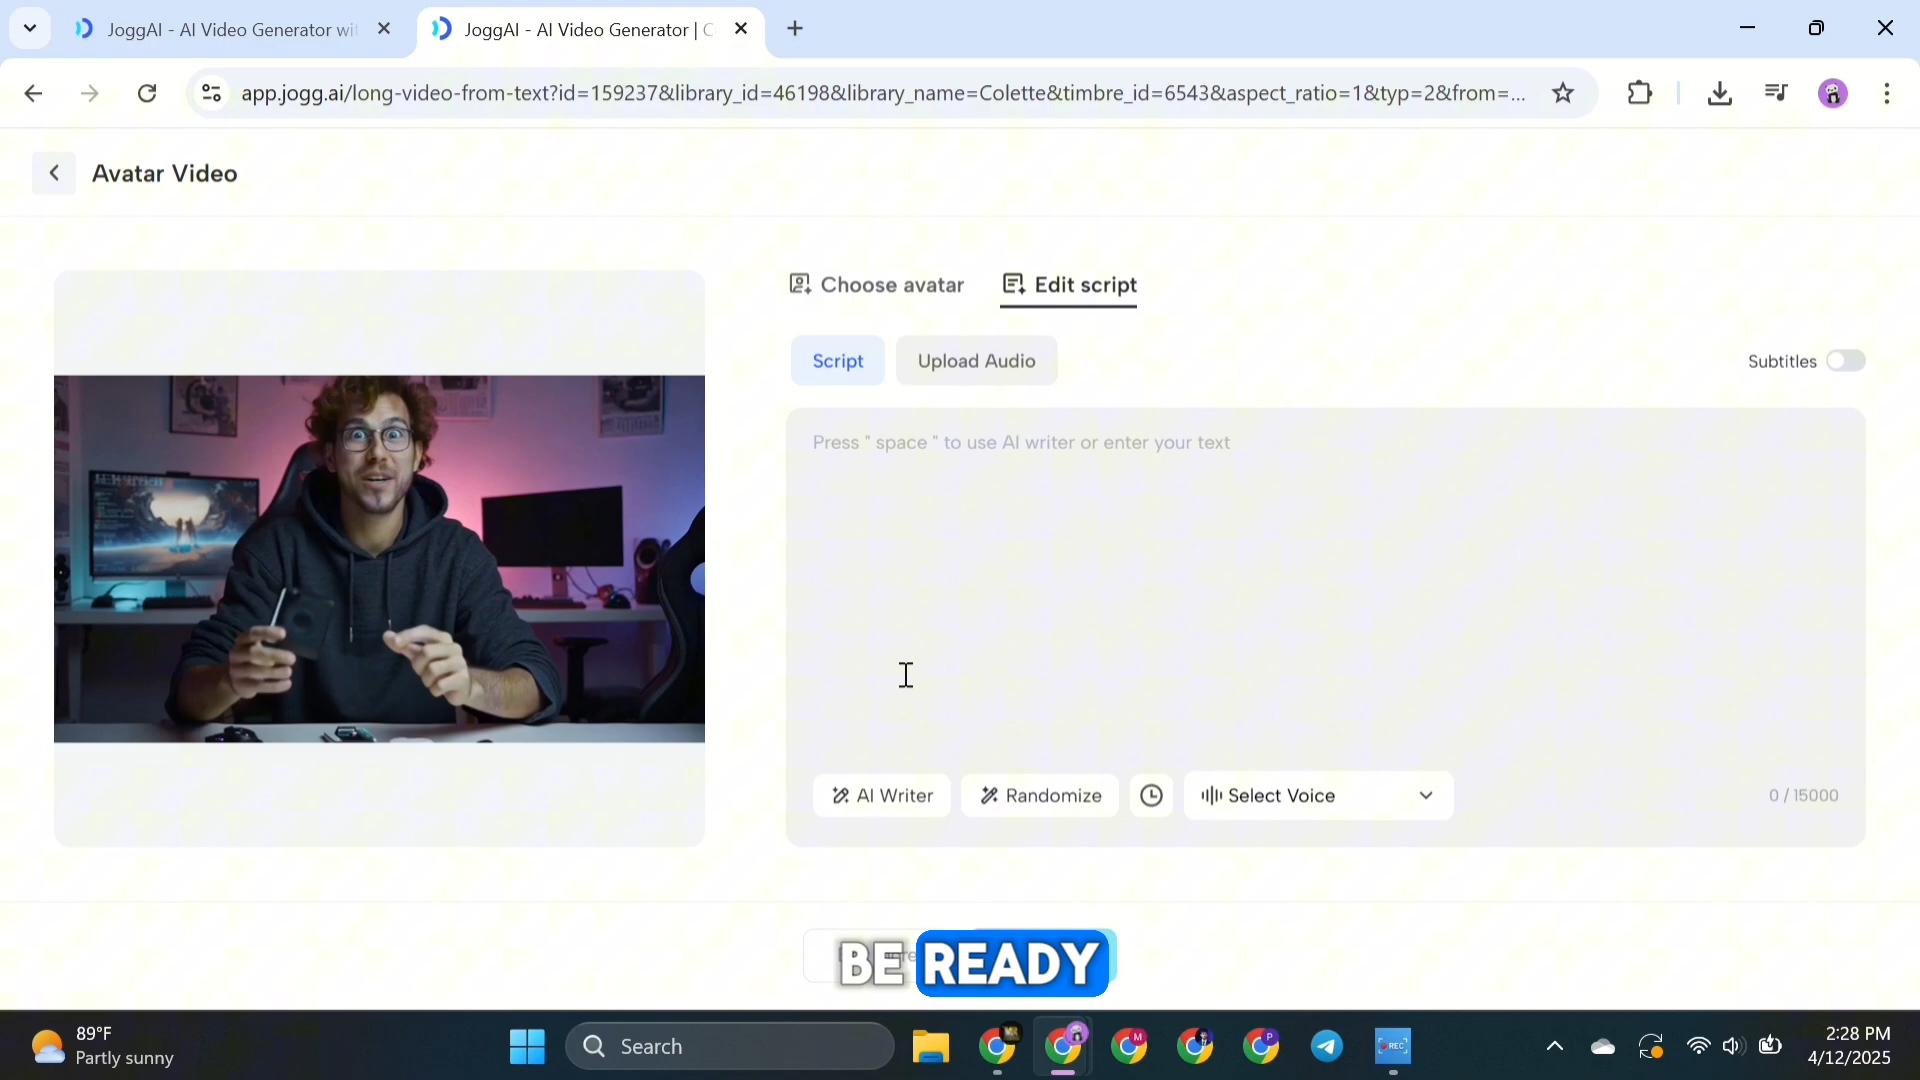 JoggAI - AI Video Generator wi
JoggAI - AI Video Generator | C
app.jogg.ai/long-video-from-text?id=159237&library_id=46198&library_name=Colette&timbre_id=6543&aspect_ratio=1&typ=2&from=...
Avatar Video
Choose avatar
Edit script
Script
Upload Audio
Subtitles
Press " space " to use AI writer or enter your text
AI Writer
Randomize
Select Voice
0 / 15000
BE READY
89°F
Partly sunny
Search
M
P
REC
2:28 PM
4/12/2025